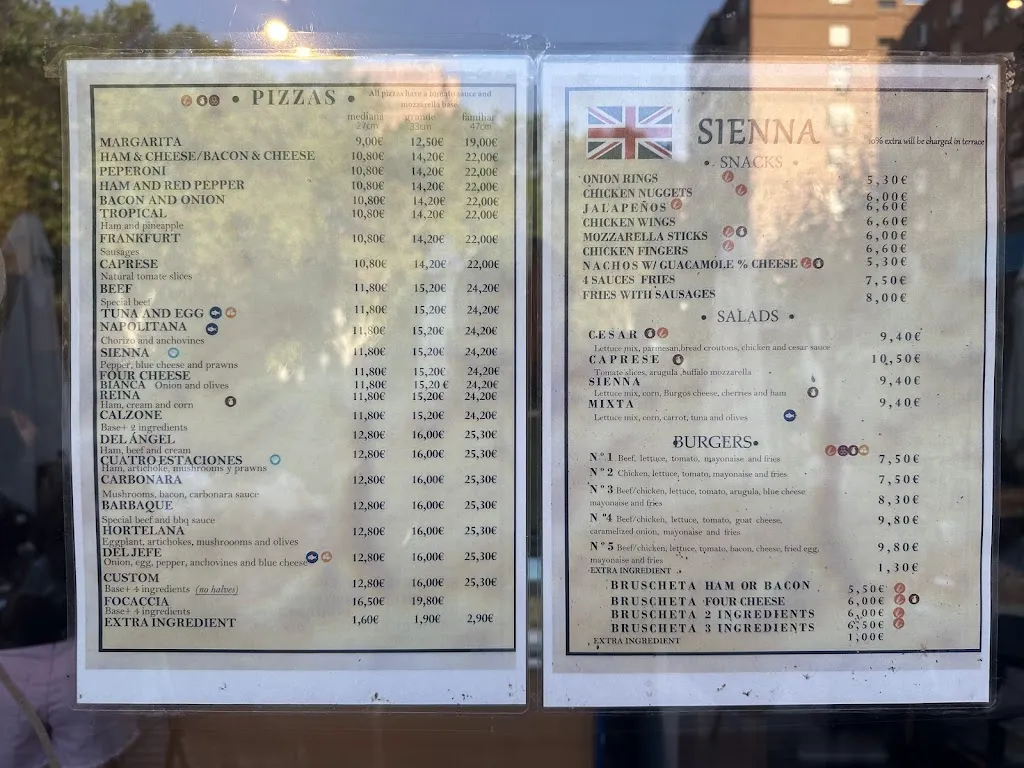 • PIZZAS •
All pizzas have a tomato sauce and
mozzarella base
mediana grande familiar
27cm 33cm 47cm
MARGARITA 9,00€ 12,50€ 19,00€
HAM & CHEESE/BACON & CHEESE 10,80€ 14,20€ 22,00€
PEPERONI 10,80€ 14,20€ 22,00€
HAM AND RED PEPPER 10,80€ 14,20€ 22,00€
BACON AND ONION 10,80€ 14,20€ 22,00€
TROPICAL 10,80€ 14,20€ 22,00€
Ham and pineapple
FRANKFURT 10,80€ 14,20€ 22,00€
Sausages
CAPRESE 10,80€ 14,20€ 22,00€
Natural tomate slices
BEEF 11,80€ 15,20€ 24,20€
Special beef
TUNA AND EGG 11,80€ 15,20€ 24,20€
NAPOLITANA 11,80€ 15,20€ 24,20€
Chorizo and anchovines
SIENNA 11,80€ 15,20€ 24,20€
Pepper, blue cheese and prawns
FOUR CHEESE 11,80€ 15,20€ 24,20€
BIANCA Onion and olives 11,80€ 15,20 € 24,20€
REINA 11,80€ 15,20€ 24,20€
Ham, cream and corn
CALZONE 11,80€ 15,20€ 24,20€
Base+ 2 ingredients
DEL ÁNGEL 12,80€ 16,00€ 25,30€
Ham, beef and cream
CUATRO ESTACIONES 12,80€ 16,00€ 25,30€
Ham, artichoke, mushrooms y prawns
CARBONARA 12,80€ 16,00€ 25,30€
Mushrooms, bacon, carbonara sauce
BARBAQUE 12,80€ 16,00€ 25,30€
Special beef and bbq sauce
HORTELANA 12,80€ 16,00€ 25,30€
Eggplant, artichokes, mushroooms and olives
DEL JEFE 12,80€ 16,00€ 25,30€
Onion, egg, pepper, anchovines and blue cheese
CUSTOM 12,80€ 16,00€ 25,30€
Base+ 4 ingredients (no halves)
FOCACCIA 16,50€ 19,80€
Base+ 4 ingredients
EXTRA INGREDIENT 1,60€ 1,90€ 2,90€
SIENNA
10% extra will be charged in terrace
• SNACKS •
ONION RINGS 5,30€
CHICKEN NUGGETS 6,00€
JALAPEÑOS 6,60€
CHICKEN WINGS 6,60€
MOZZARELLA STICKS 6,00€
CHICKEN FINGERS 6,60€
NACHOS W/ GUACAMOLE % CHEESE 5,30€
4 SAUCES FRIES 7,50€
FRIES WITH SAUSAGES 8,00€
• SALADS •
CESAR 9,40€
Lettuce mix, parmesan,bread croutons, chicken and cesar sauce
CAPRESE 10,50€
Tomate slices, arugula ,buffalo mozzarella
SIENNA 9,40€
Lettuce mix, corn, Burgos cheese, cherries and ham
MIXTA 9,40€
Lettuce mix, corn, carrot, tuna and olives
•BURGERS•
Nº 1 Beef, lettuce, tomato, mayonaise and fries 7,50€
Nº 2 Chicken, lettuce, tomato, mayonaise and fries 7,50€
Nº 3 Beef/chicken, lettuce, tomato, arugula, blue cheese
mayonaise and fries 8,30€
Nº 4 Beef/chicken, lettuce, tomato, goat cheese, 9,80€
caramelized onion, mayonaise and fries
Nº 5 Beef/chicken, lettuce, tomato, bacon, cheese, fried egg, 9,80€
mayonaise and fries
EXTRA INGREDIENT 1,30€
BRUSCHETA HAM OR BACON 5,50€
BRUSCHETA FOUR CHEESE 6,00€
BRUSCHETA 2 INGREDIENTS 6,00€
BRUSCHETA 3 INGREDIENTS 6,50€
EXTRA INGREDIENT 1,00€